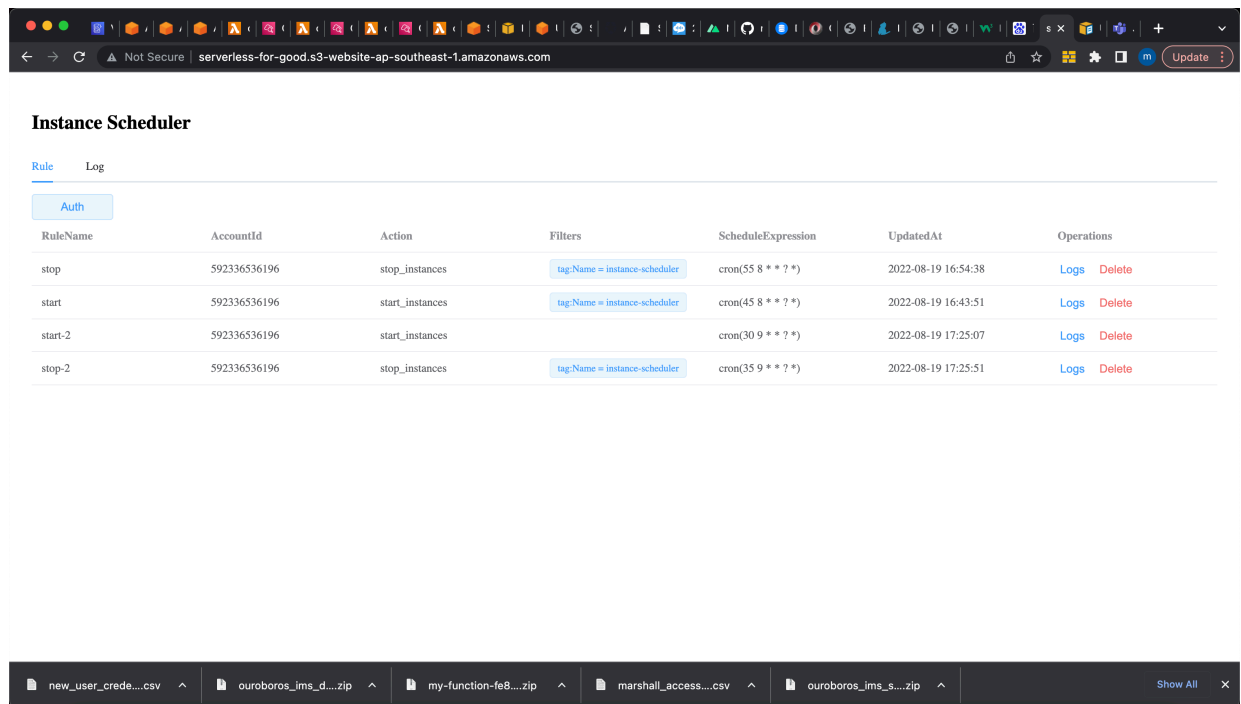 Not Secure | serverless-for-good.s3-website-ap-southeast-1.amazonaws.com m Update
Instance Scheduler
Rule Log
Auth
RuleName AccountId Action Filters ScheduleExpression UpdatedAt Operations
stop 592336536196 stop_instances tag:Name = instance-scheduler cron(55 8 * * ? *) 2022-08-19 16:54:38 Logs Delete
start 592336536196 start_instances tag:Name = instance-scheduler cron(45 8 * * ? *) 2022-08-19 16:43:51 Logs Delete
start-2 592336536196 start_instances cron(30 9 * * ? *) 2022-08-19 17:25:07 Logs Delete
stop-2 592336536196 stop_instances tag:Name = instance-scheduler cron(35 9 * * ? *) 2022-08-19 17:25:51 Logs Delete
new_user_crede....csv ouroboros_ims_d....zip my-function-fe8....zip marshall_access....csv ouroboros_ims_s....zip Show All